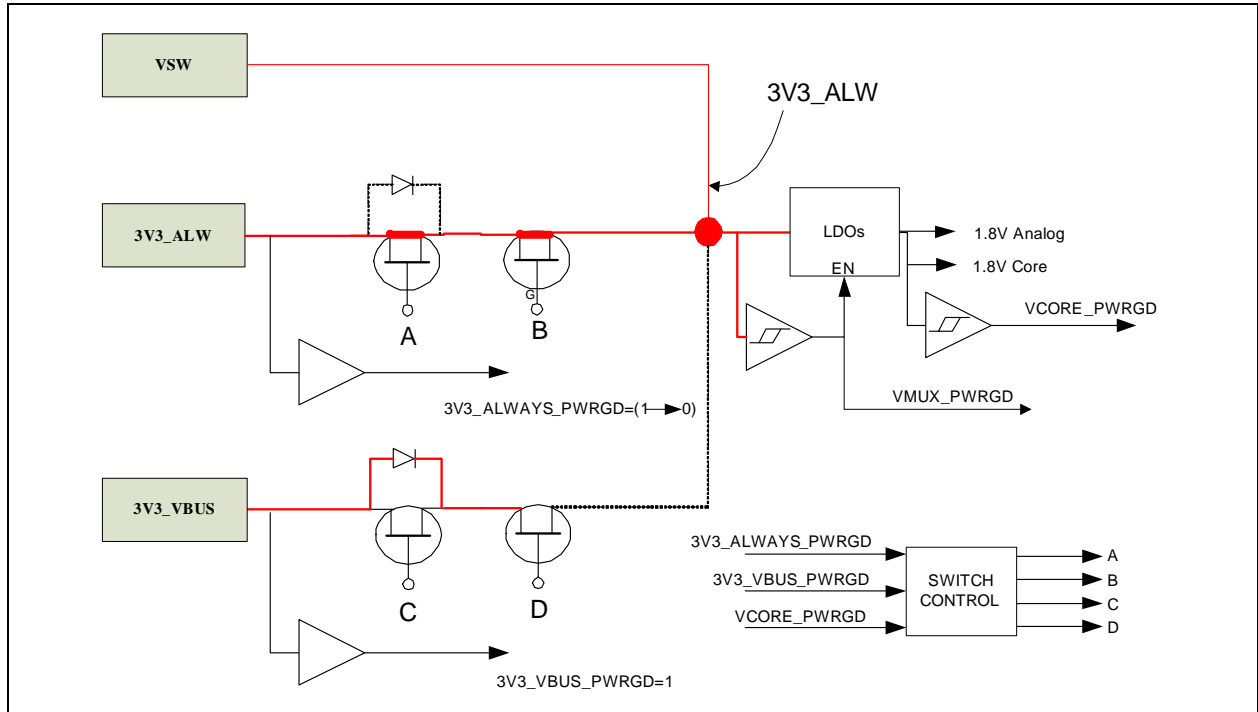 VSW
3V3_ALW
3V3_ALW
LDOs
EN
1.8V Analog
1.8V Core
G
A
B
VCORE_PWRGD
VMUX_PWRGD
3V3_ALWAYS_PWRGD=(1 0)
3V3_VBUS
C
D
3V3_VBUS_PWRGD=1
3V3_ALWAYS_PWRGD
3V3_VBUS_PWRGD
VCORE_PWRGD
SWITCH
CONTROL
A
B
C
D